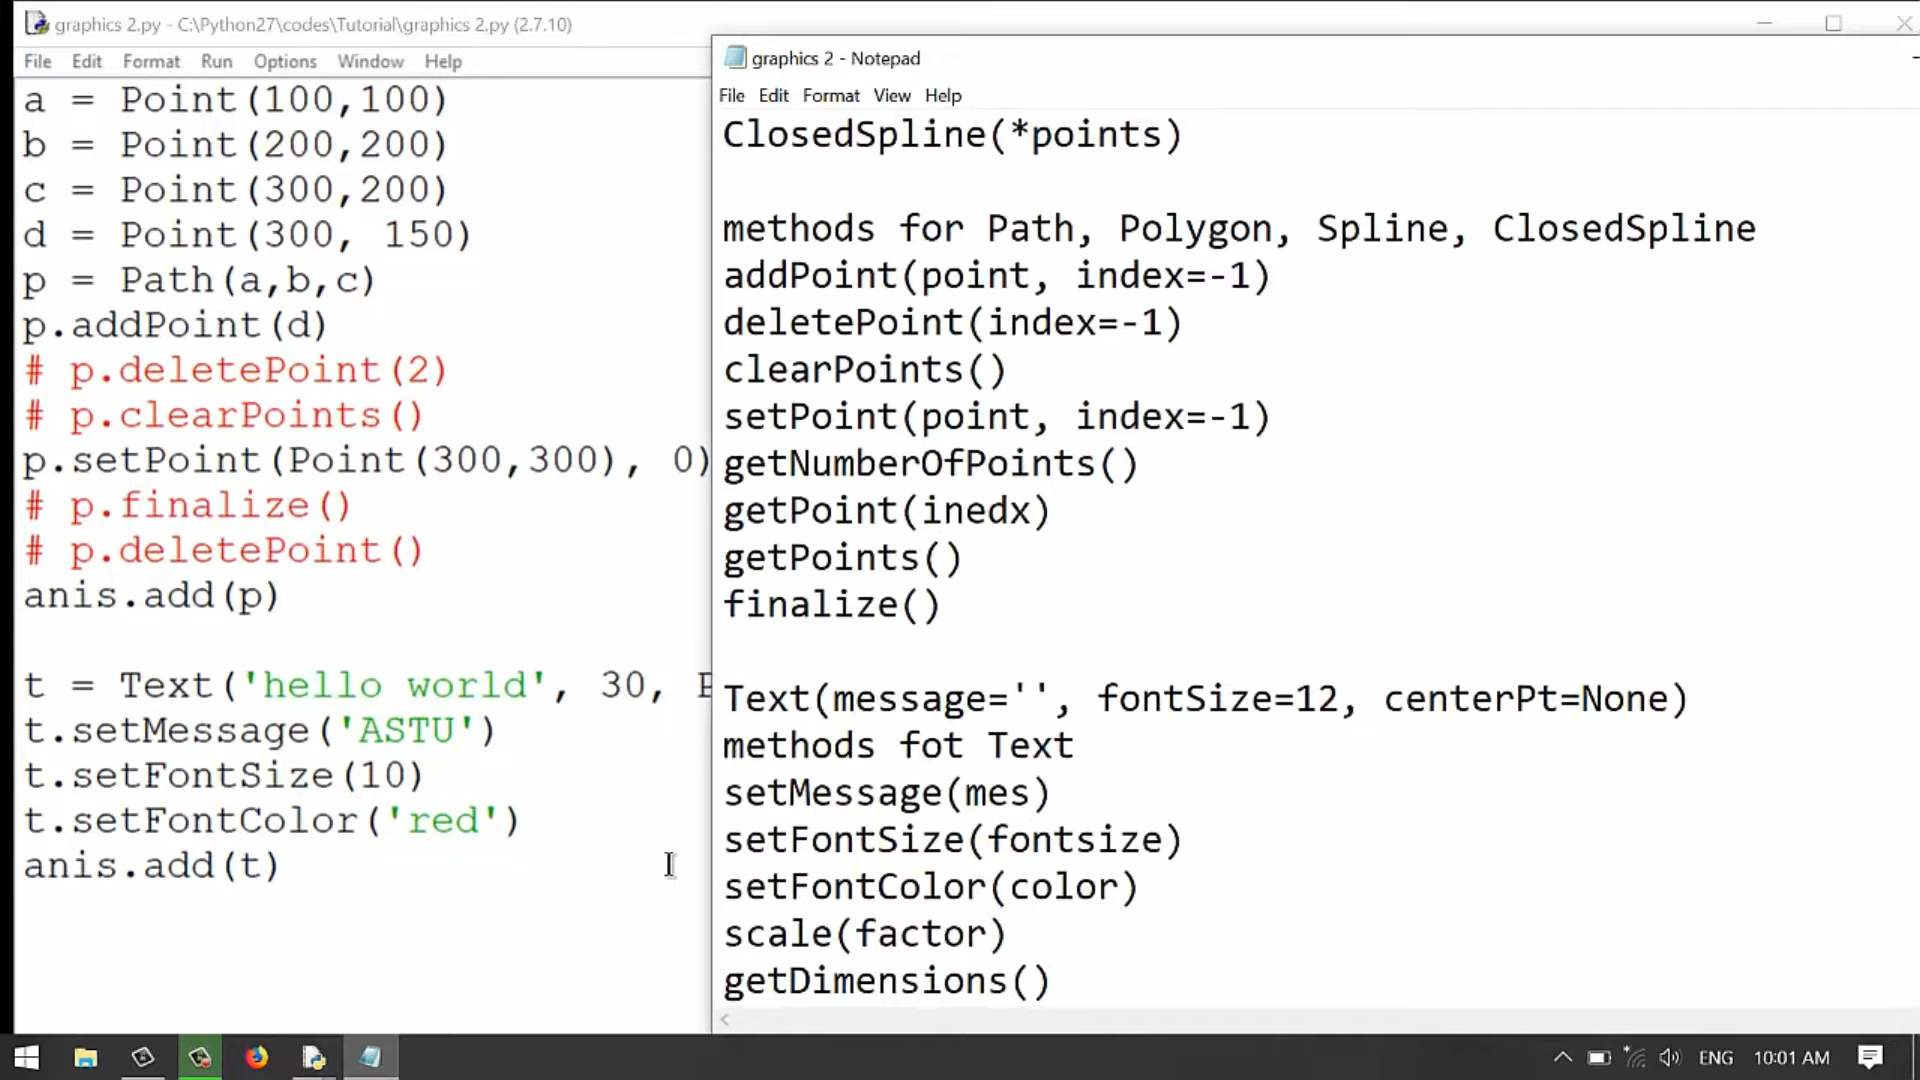 graphics 2.py - C:\Python27\codes\Tutorial\graphics 2.py (2.7.10)
File Edit Format Run Options Window Help
a = Point(100,100)
b = Point(200,200)
c = Point(300,200)
d = Point(300, 150)
p = Path(a,b,c)
p.addPoint(d)
# p.deletePoint(2)
# p.clearPoints()
p.setPoint(Point(300,300), 0)
# p.finalize()
# p.deletePoint()
anis.add(p)
t = Text('hello world', 30,
t.setMessage('ASTU')
t.setFontSize(10)
t.setFontColor('red')
anis.add(t)
graphics 2 - Notepad
File Edit Format View Help
ClosedSpline(*points)
methods for Path, Polygon, Spline, ClosedSpline
addPoint(point, index=-1)
deletePoint(index=-1)
clearPoints()
setPoint(point, index=-1)
getNumberOfPoints()
getPoint(inedx)
getPoints()
finalize()
Text(message='', fontSize=12, centerPt=None)
methods fot Text
setMessage(mes)
setFontSize(fontsize)
setFontColor(color)
scale(factor)
getDimensions()
ENG 10:01 AM